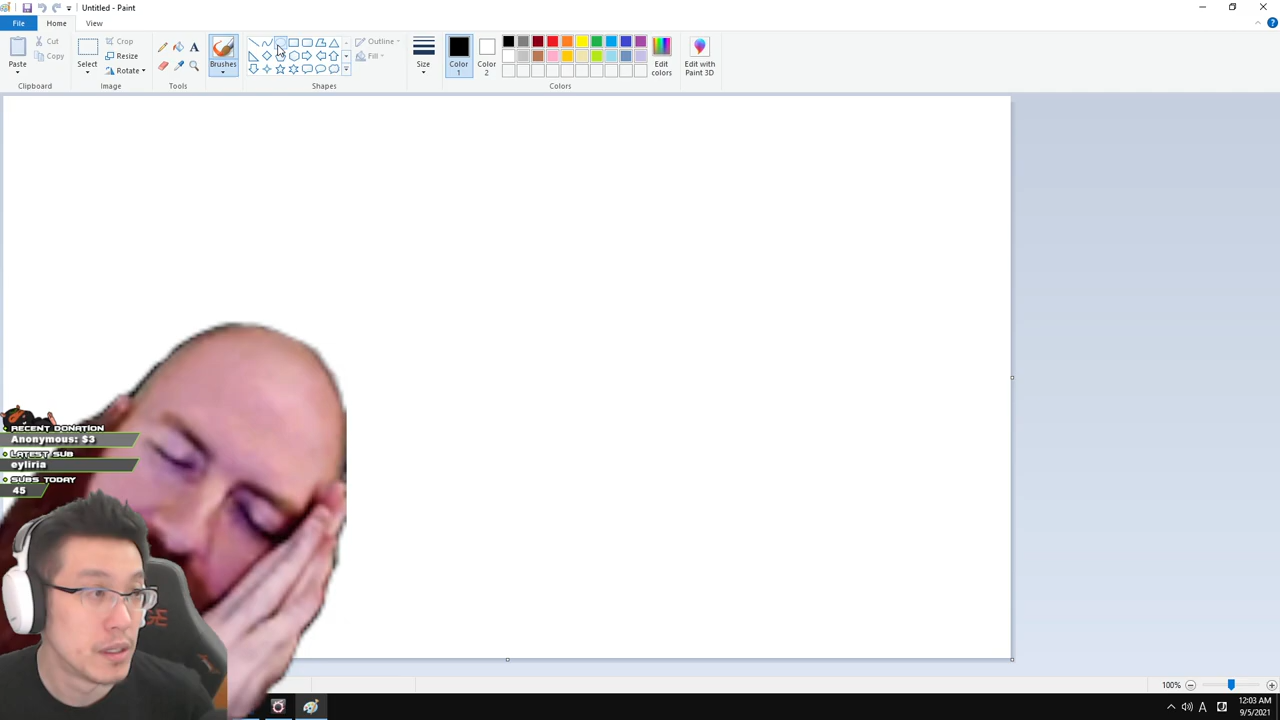 Untitled - Paint
File Home View
Paste
Cut
Copy
Clipboard
Select
Crop
Resize
Rotate
Image
A
Tools
Brushes
Shapes
Outline
Fill
Size
Color 1
Color 2
Colors
Edit colors
Edit with Paint 3D
RECENT DONATION
Anonymous: $3
LATEST SUB
eyliria
SUBS TODAY
45
100%
A
12:03 AM
9/5/2021